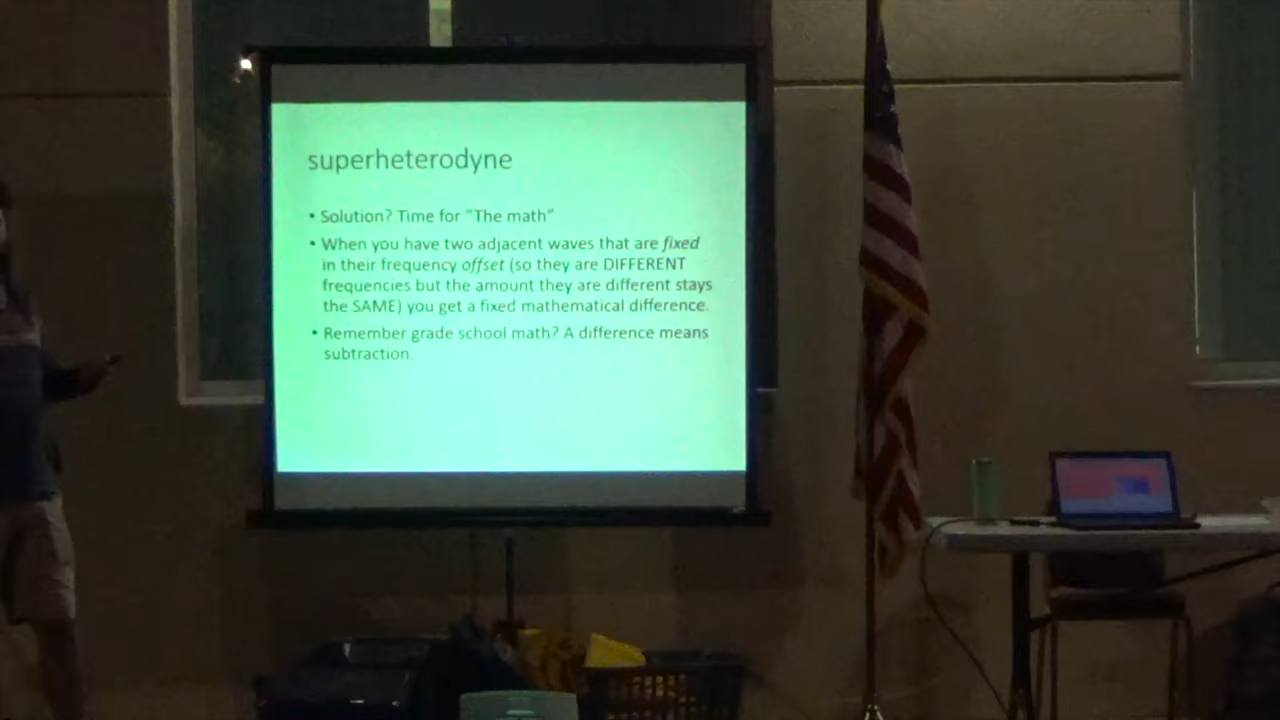 superheterodyne
• Solution? Time for "The math"
• When you have two adjacent waves that are fixed
in their frequency offset (so they are DIFFERENT
frequencies but the amount they are different stays
the SAME) you get a fixed mathematical difference.
• Remember grade school math? A difference means
subtraction